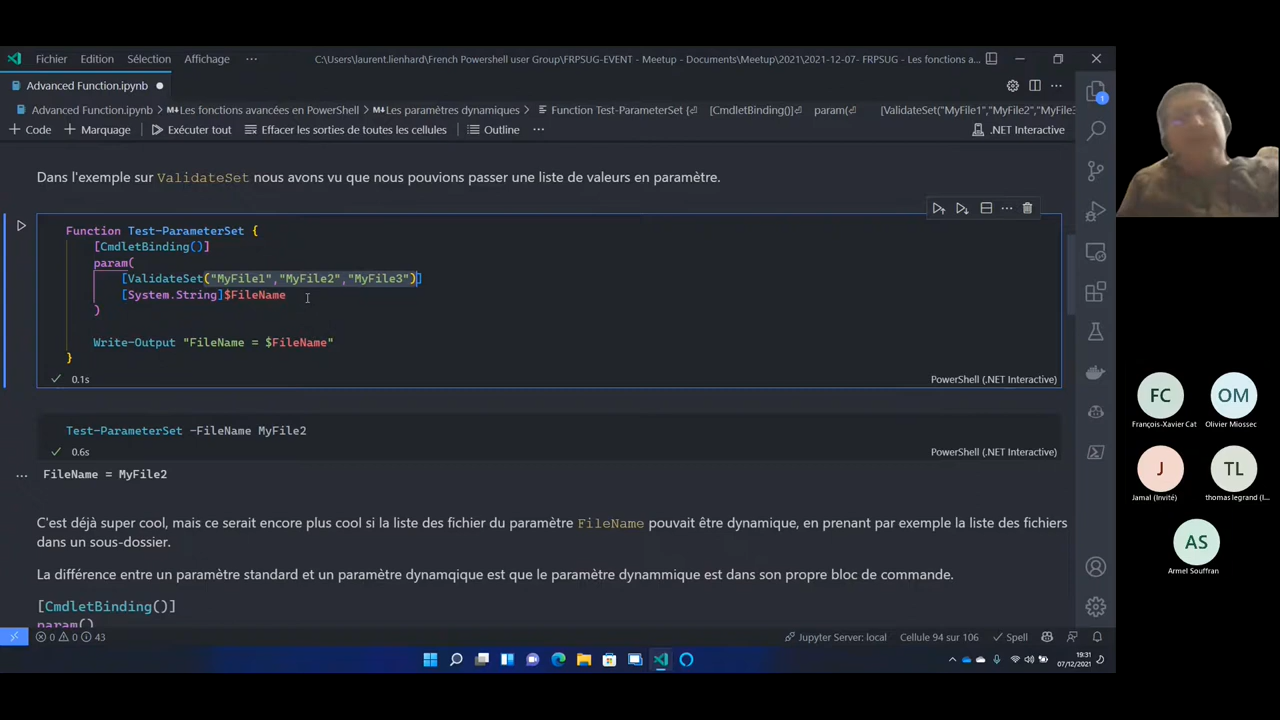 Fichier Edition Sélection Affichage ··· C:\Users\laurent.lienhard\French Powershell user Group\FRPSUG-EVENT - Meetup - Documents\Meetup\2021\2021-12-07- FRPSUG - Les fonctions a...
Advanced Function.ipynb
Advanced Function.ipynb > Les fonctions avancées en PowerShell > Les paramètres dynamiques > Function Test-ParameterSet { [CmdletBinding()] param( [ValidateSet("MyFile1","MyFile2","MyFile3
+ Code + Marquage Exécuter tout Effacer les sorties de toutes les cellules Outline ··· .NET Interactive
1
Dans l'exemple sur ValidateSet nous avons vu que nous pouvions passer une liste de valeurs en paramètre.
Function Test-ParameterSet {
[CmdletBinding()]
param(
[ValidateSet("MyFile1","MyFile2","MyFile3")]
[System.String]$FileName
)
Write-Output "FileName = $FileName"
}
0.1s PowerShell (.NET Interactive)
Test-ParameterSet -FileName MyFile2
0.6s PowerShell (.NET Interactive)
··· FileName = MyFile2
C'est déjà super cool, mais ce serait encore plus cool si la liste des fichier du paramètre FileName pouvait être dynamique, en prenant par exemple la liste des fichiers
dans un sous-dossier.
La différence entre un paramètre standard et un paramètre dynamqique est que le paramètre dynammique est dans son propre bloc de commande.
[CmdletBinding()]
param()
0 0 43 Jupyter Server: local Cellule 94 sur 106 Spell
19:31
07/12/2021
FC
François-Xavier Cat
OM
Olivier Miossec
J
Jamal (Invité)
TL
thomas legrand (I...
AS
Armel Souffran